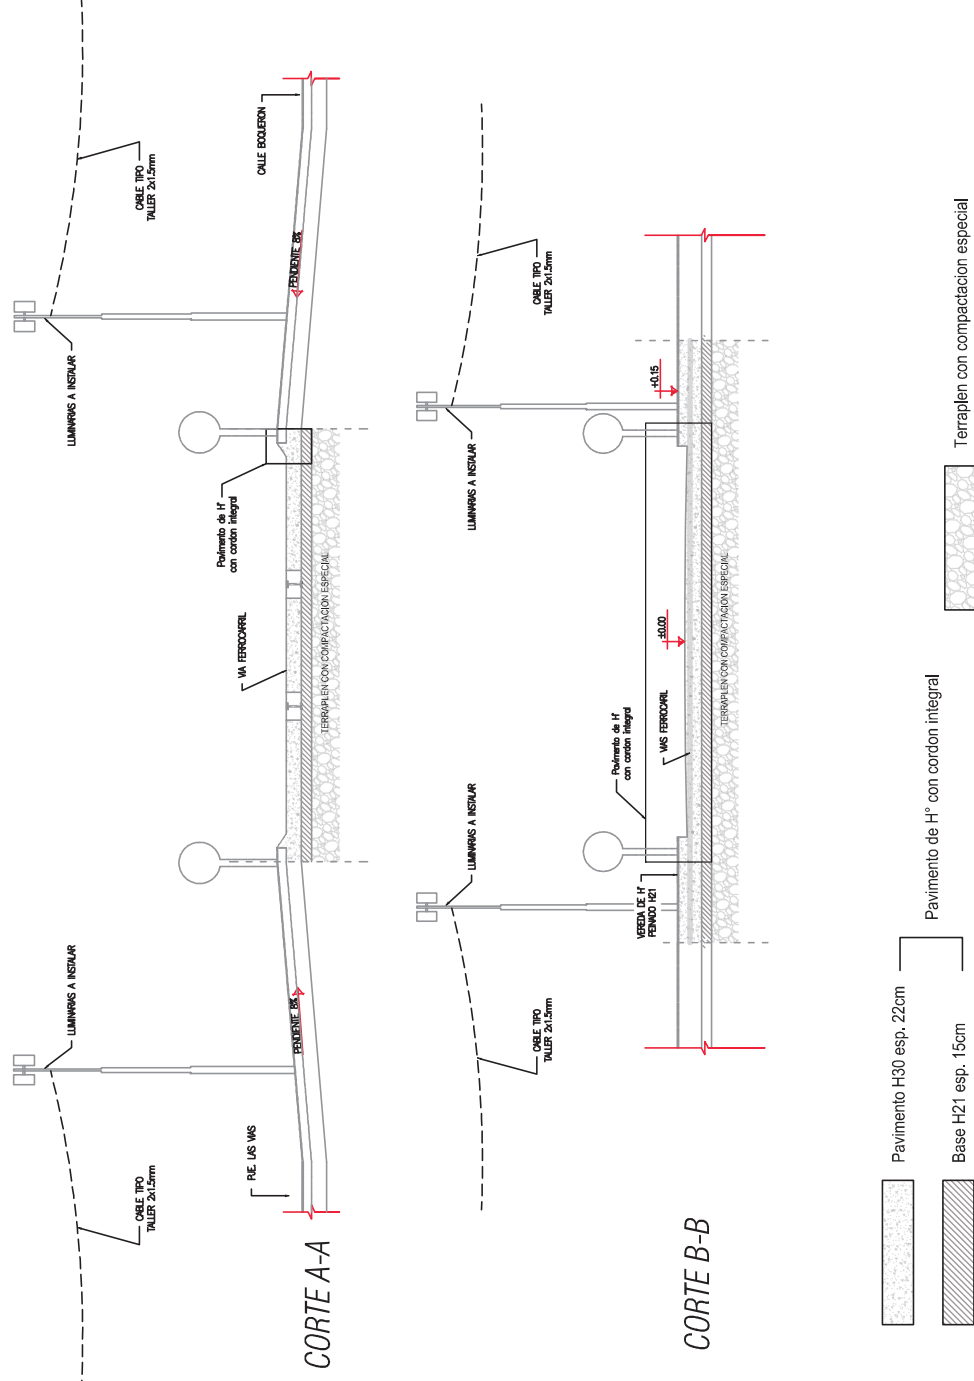 CABLE TIPO
TALLER 2x1.5mm
LUMINARIAS A INSTALAR
PJE. LAS VIAS
PENDIENTE 8%
VIA FERROCARRIL
TERRAPLEN CON COMPACTACION ESPECIAL
Pavimento de H°
con cordon integral
LUMINARIAS A INSTALAR
PENDIENTE 8%
CABLE TIPO
TALLER 2x1.5mm
CALLE BOQUERON
CORTE A-A
CABLE TIPO
TALLER 2x1.5mm
LUMINARIAS A INSTALAR
VEREDA DE H°
PEINADO H21
Pavimento de H°
con cordon integral
VIAS FERROCARIL
±0.00
TERRAPLEN CON COMPACTACION ESPECIAL
LUMINARIAS A INSTALAR
+0.15
CABLE TIPO
TALLER 2x1.5mm
CORTE B-B
Pavimento H30 esp. 22cm
Base H21 esp. 15cm
Pavimento de H° con cordon integral
Terraplen con compactacion especial